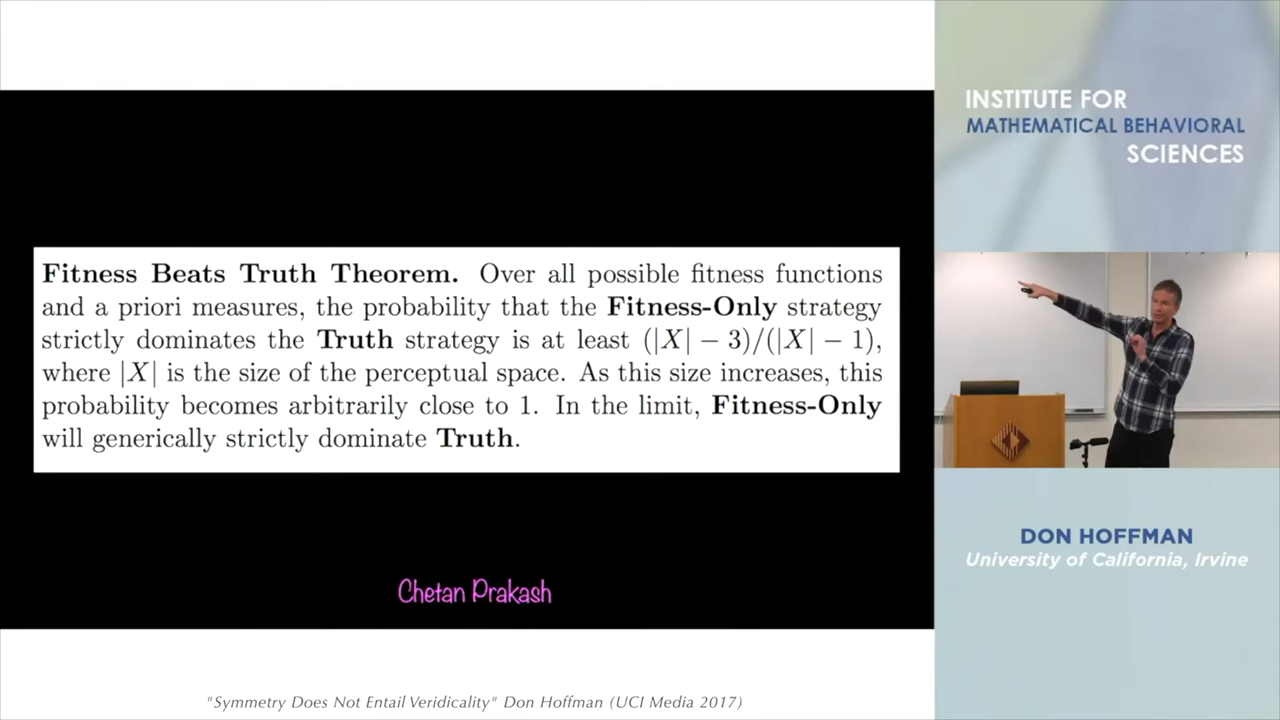 Fitness Beats Truth Theorem. Over all possible fitness functions
and a priori measures, the probability that the Fitness-Only strategy
strictly dominates the Truth strategy is at least (|X| − 3)/(|X| − 1),
where |X| is the size of the perceptual space. As this size increases, this
probability becomes arbitrarily close to 1. In the limit, Fitness-Only
will generically strictly dominate Truth.
Chetan Prakash
"Symmetry Does Not Entail Veridicality" Don Hoffman (UCI Media 2017)
INSTITUTE FOR
MATHEMATICAL BEHAVIORAL
SCIENCES
DON HOFFMAN
University of California, Irvine